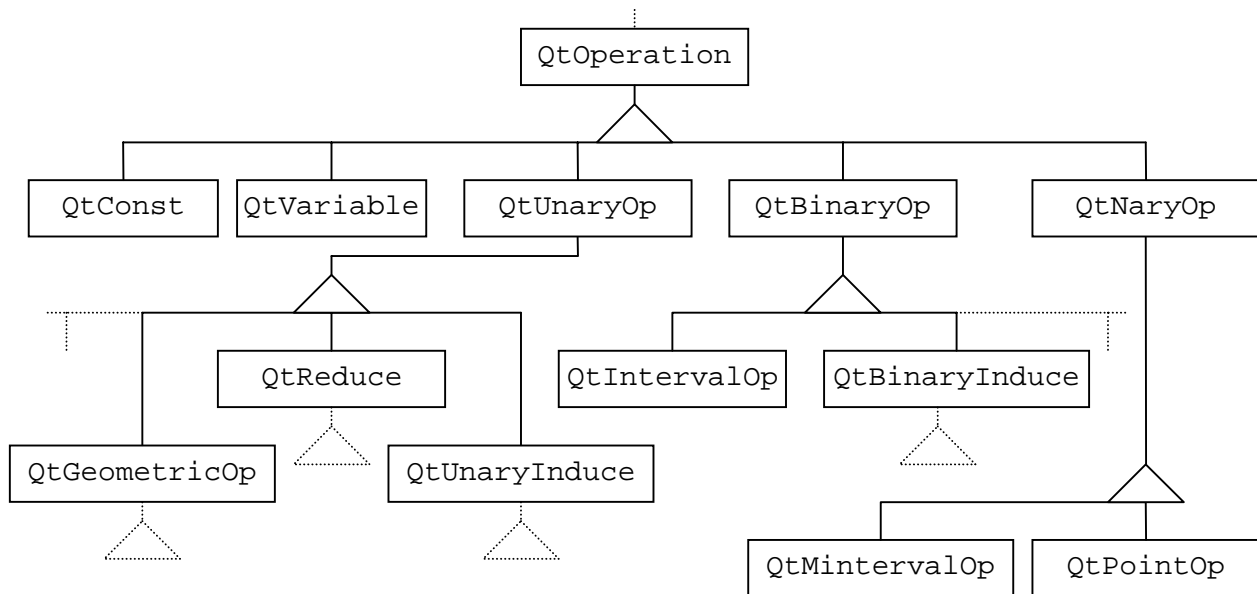 QtOperation
QtConst
QtVariable
QtUnaryOp
QtBinaryOp
QtNaryOp
QtReduce
QtIntervalOp
QtBinaryInduce
QtGeometricOp
QtUnaryInduce
QtMintervalOp
QtPointOp